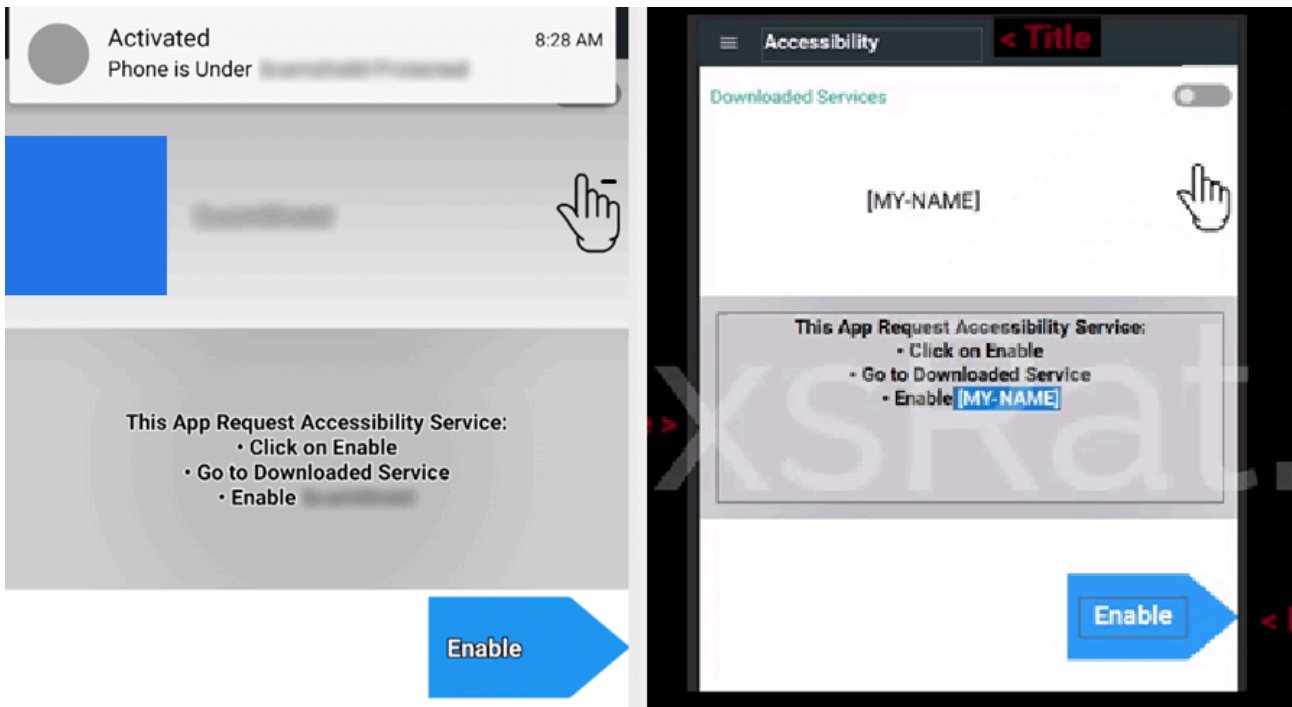 Activated
8:28 AM
Phone is Under
This App Request Accessibility Service:
• Click on Enable
• Go to Downloaded Service
• Enable
Enable
Accessibility
< Title
Downloaded Services
[MY-NAME]
This App Request Accessibility Service:
• Click on Enable
• Go to Downloaded Service
• Enable [MY-NAME]
xsRat.
Enable